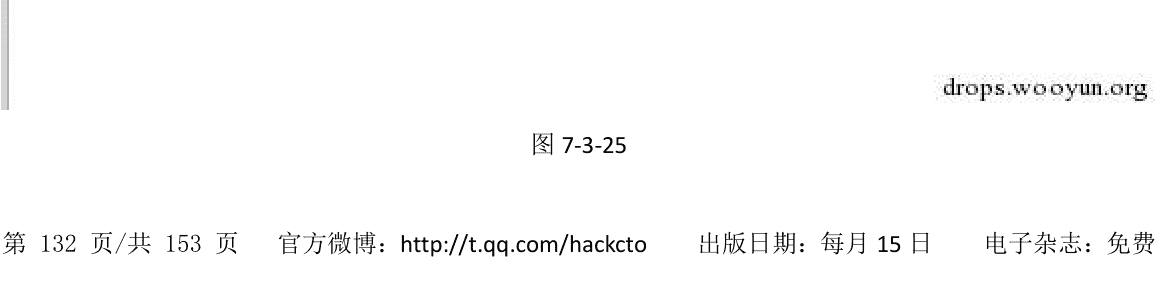 drops.wooyun.org
图 7-3-25
第 132 页/共 153 页 官方微博：http://t.qq.com/hackcto 出版日期：每月 15 日 电子杂志：免费